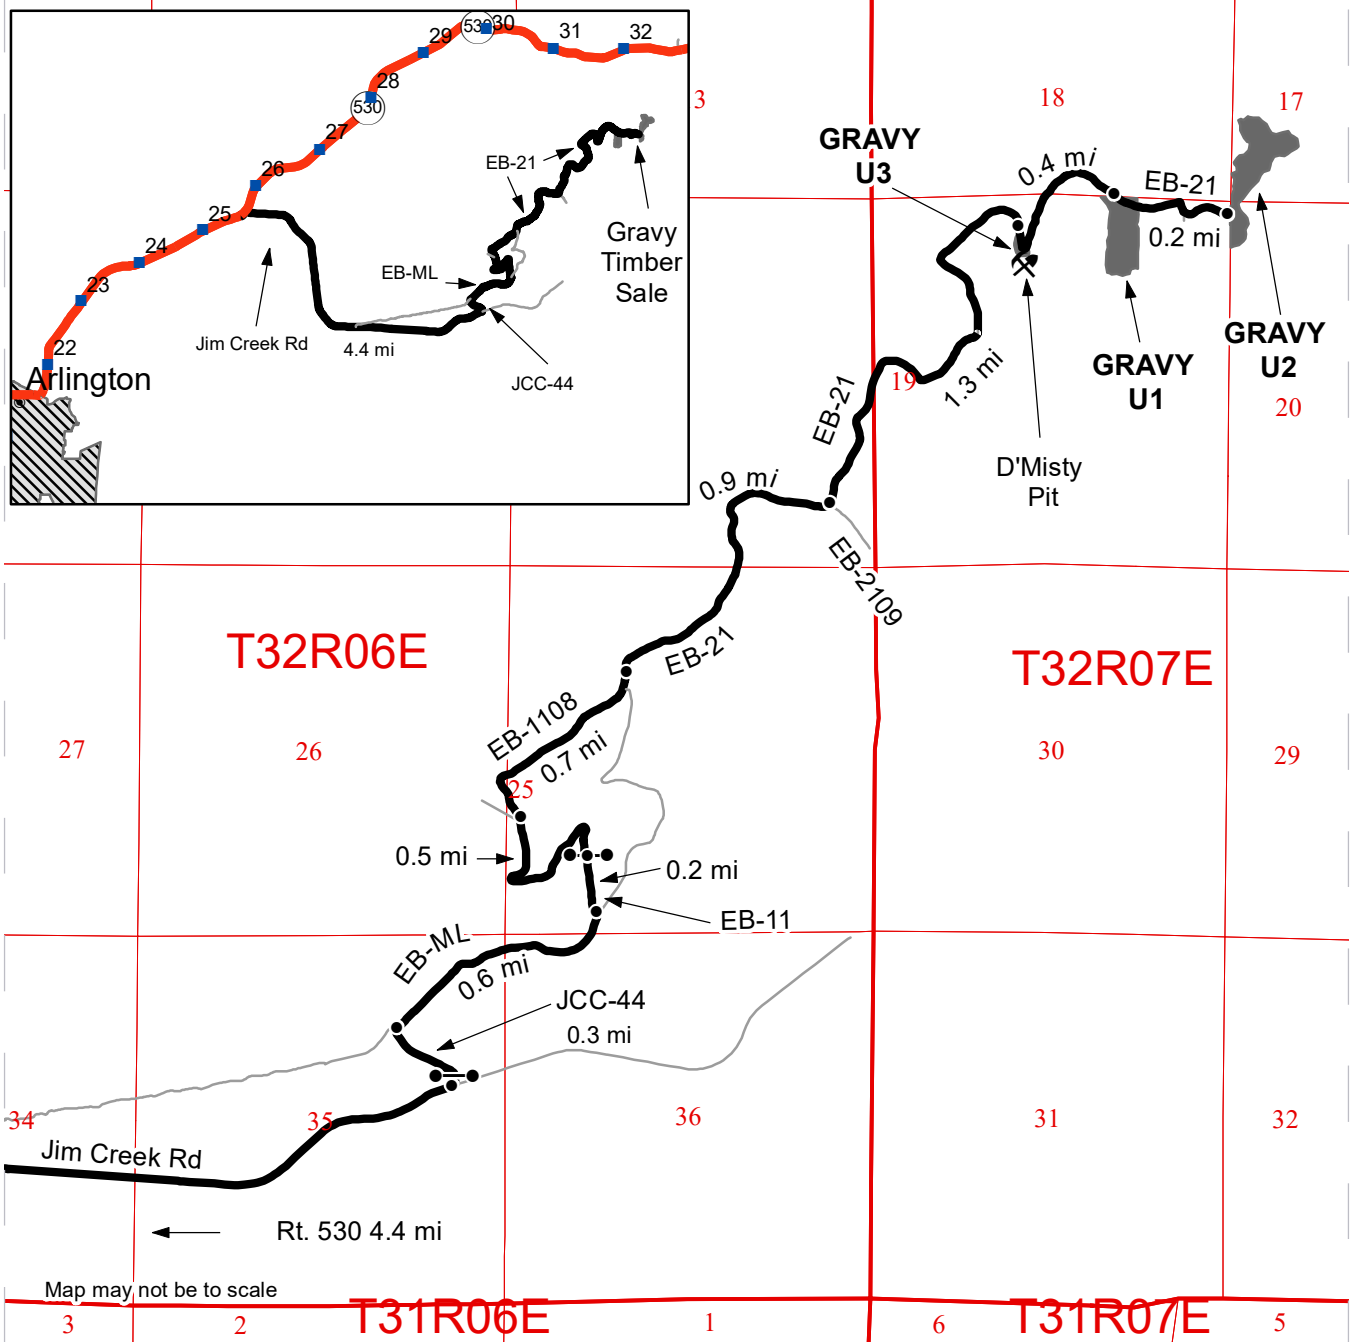 530
30
29
31
32
28
530
27
26
25
24
23
22
Arlington
EB-21
Gravy
Timber
Sale
EB-ML
Jim Creek Rd
4.4 mi
JCC-44
3
18
17
GRAVY
U3
0.4 mi
EB-21
0.2 mi
GRAVY
U1
GRAVY
U2
19
1.3 mi
20
EB-21
D'Misty
Pit
0.9 mi
EB-2109
EB-21
T32R06E
T32R07E
EB-1108
0.7 mi
27
26
25
30
29
0.5 mi
0.2 mi
EB-11
EB-ML
0.6 mi
JCC-44
0.3 mi
34
35
36
31
32
Jim Creek Rd
Rt. 530 4.4 mi
Map may not be to scale
T31R06E
T31R07E
3
2
1
6
5